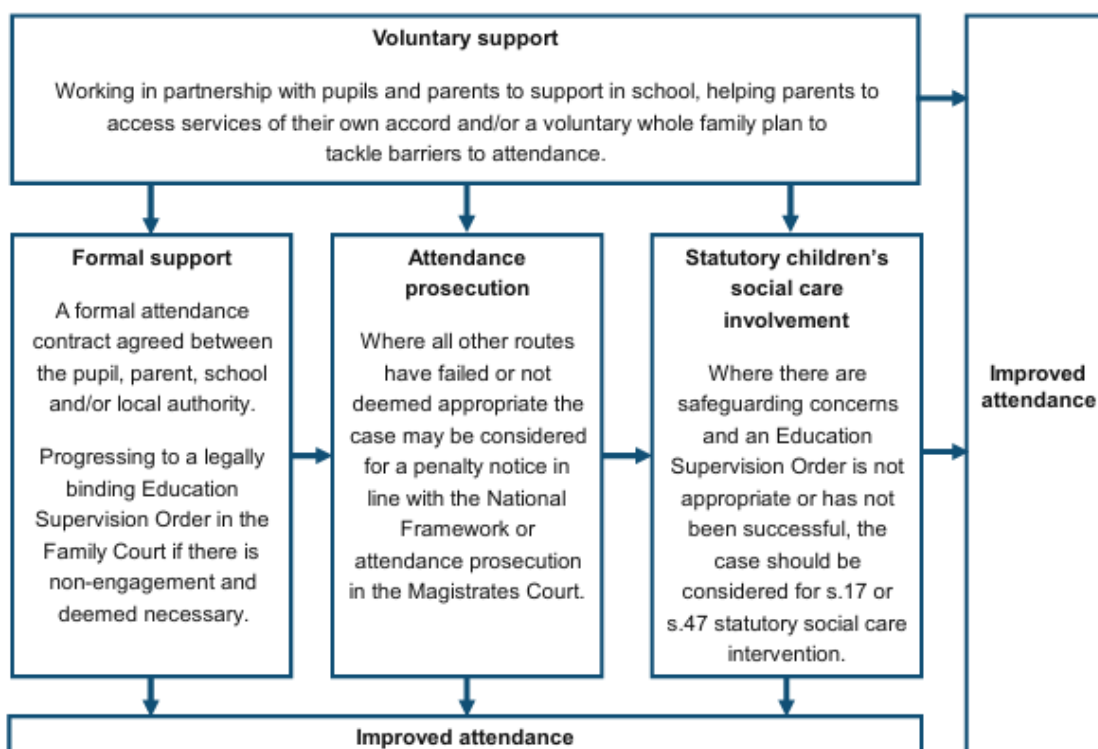 Voluntary support
Working in partnership with pupils and parents to support in school, helping parents to
access services of their own accord and/or a voluntary whole family plan to
tackle barriers to attendance.
Formal support
A formal attendance
contract agreed between
the pupil, parent, school
and/or local authority.
Progressing to a legally
binding Education
Supervision Order in the
Family Court if there is
non-engagement and
deemed necessary.
Attendance
prosecution
Where all other routes
have failed or not
deemed appropriate the
case may be considered
for a penalty notice in
line with the National
Framework or
attendance prosecution
in the Magistrates Court.
Statutory children's
social care
involvement
Where there are
safeguarding concerns
and an Education
Supervision Order is not
appropriate or has not
been successful, the
case should be
considered for s.17 or
s.47 statutory social care
intervention.
Improved
attendance
Improved attendance